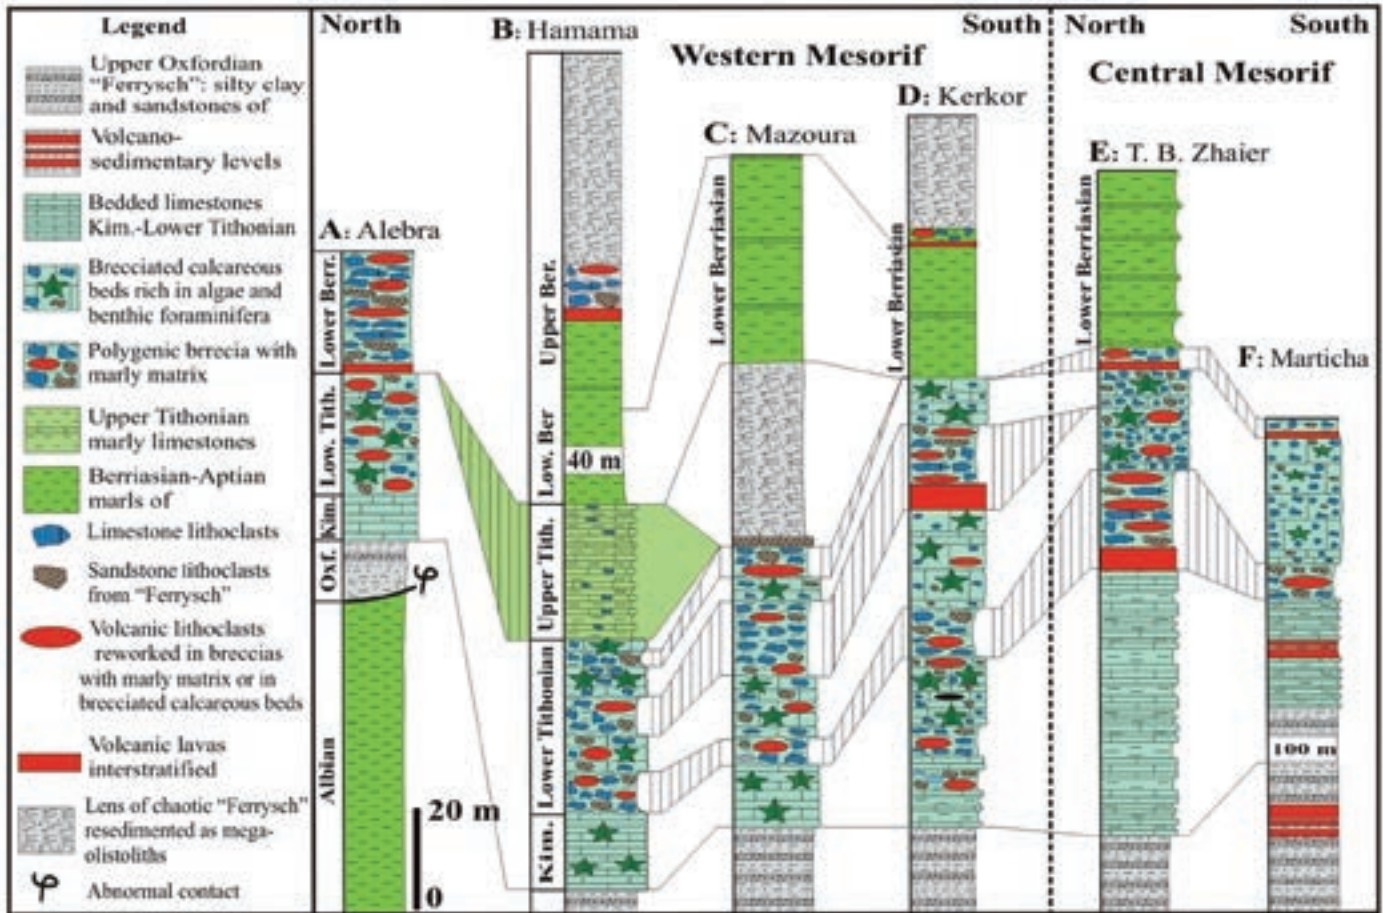 Legend
Upper Oxfordian
“Ferrysch”: silty clay
and sandstones of
Volcano-
sedimentary levels
Bedded limestones
Kim.-Lower Tithonian
Brecciated calcareous
beds rich in algae and
benthic foraminifera
Polygenic brrecia with
marly matrix
Upper Tithonian
marly limestones
Berriasian-Aptian
marls of
Limestone lithoclasts
Sandstone lithoclasts
from “Ferrysch”
Volcanic lithoclasts
reworked in breccias
with marly matrix or in
brecciated calcareous beds
Volcanic lavas
interstratified
Lens of chaotic “Ferrysch”
resedimented as mega-
olistoliths
φ Abnormal contact
North
South
Western Mesorif
North
South
Central Mesorif
A: Alebra
Lower Berr.
Low. Tith.
Kim.
Oxf.
φ
Albian
20 m
0
B: Hamama
Upper Ber.
Low. Ber
40 m
Upper Tith.
Lower Tithonian
Kim.
C: Mazoura
Lower Berriasian
D: Kerkor
Lower Berriasian
E: T. B. Zhaier
Lower Berriasian
F: Marticha
100 m